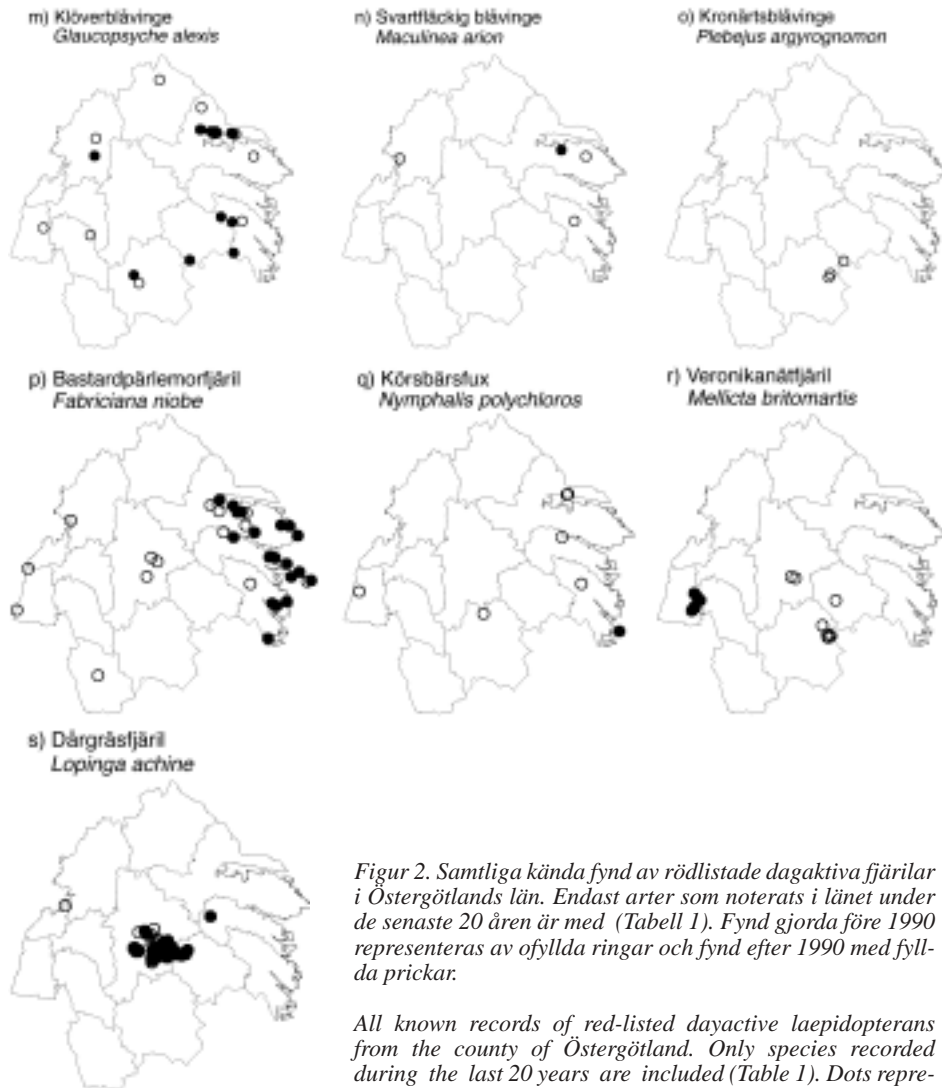 m) Klöverblåvinge
Glaucopsyche alexis
n) Svartfläckig blåvinge
Maculinea arion
o) Kronärtsblåvinge
Plebejus argyrognomon
p) Bastardpärlemorfjäril
Fabriciana niobe
q) Körsbärsfux
Nymphalis polychloros
r) Veronikanätfjäril
Mellicta britomartis
s) Dårgräsfjäril
Lopinga achine
Figur 2. Samtliga kända fynd av rödlistade dagaktiva fjärilar
i Östergötlands län. Endast arter som noterats i länet under
de senaste 20 åren är med (Tabell 1). Fynd gjorda före 1990
representeras av ofyllda ringar och fynd efter 1990 med fyll-
da prickar.
All known records of red-listed dayactive laepidopterans
from the county of Östergötland. Only species recorded
during the last 20 years are included (Table 1). Dots repre-